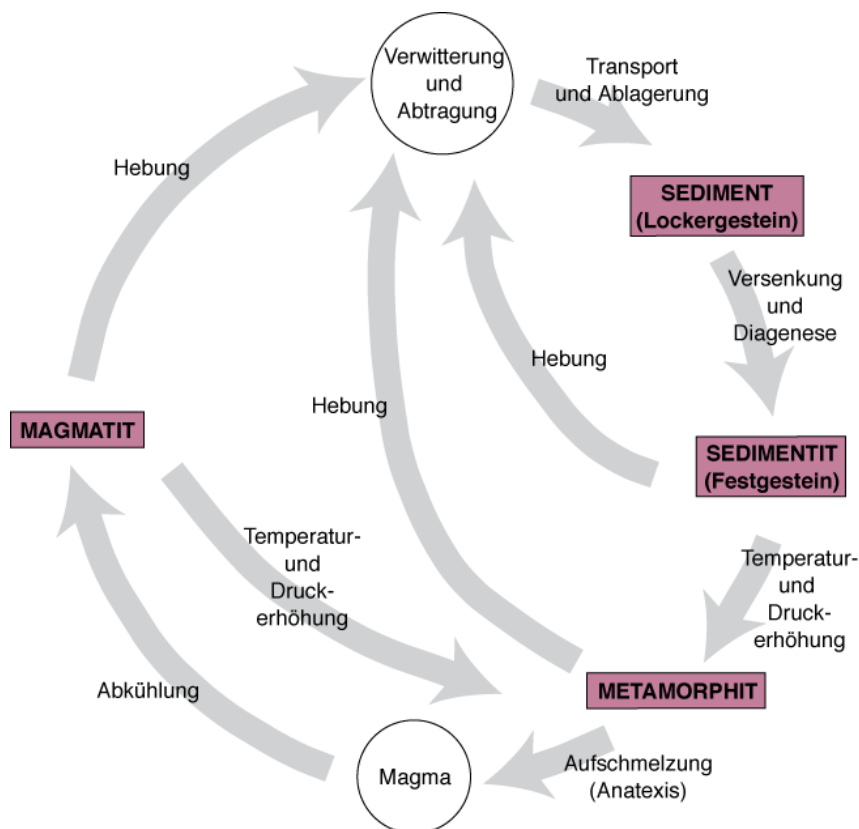 Verwitterung
und
Abtragung
Transport
und Ablagerung
Hebung
SEDIMENT
(Lockergestein)
Versenkung
und
Diagenese
Hebung
Hebung
MAGMATIT
SEDIMENTIT
(Festgestein)
Temperatur-
und
Druck-
erhöhung
Temperatur-
und
Druck-
erhöhung
Abkühlung
METAMORPHIT
Magma
Aufschmelzung
(Anatexis)